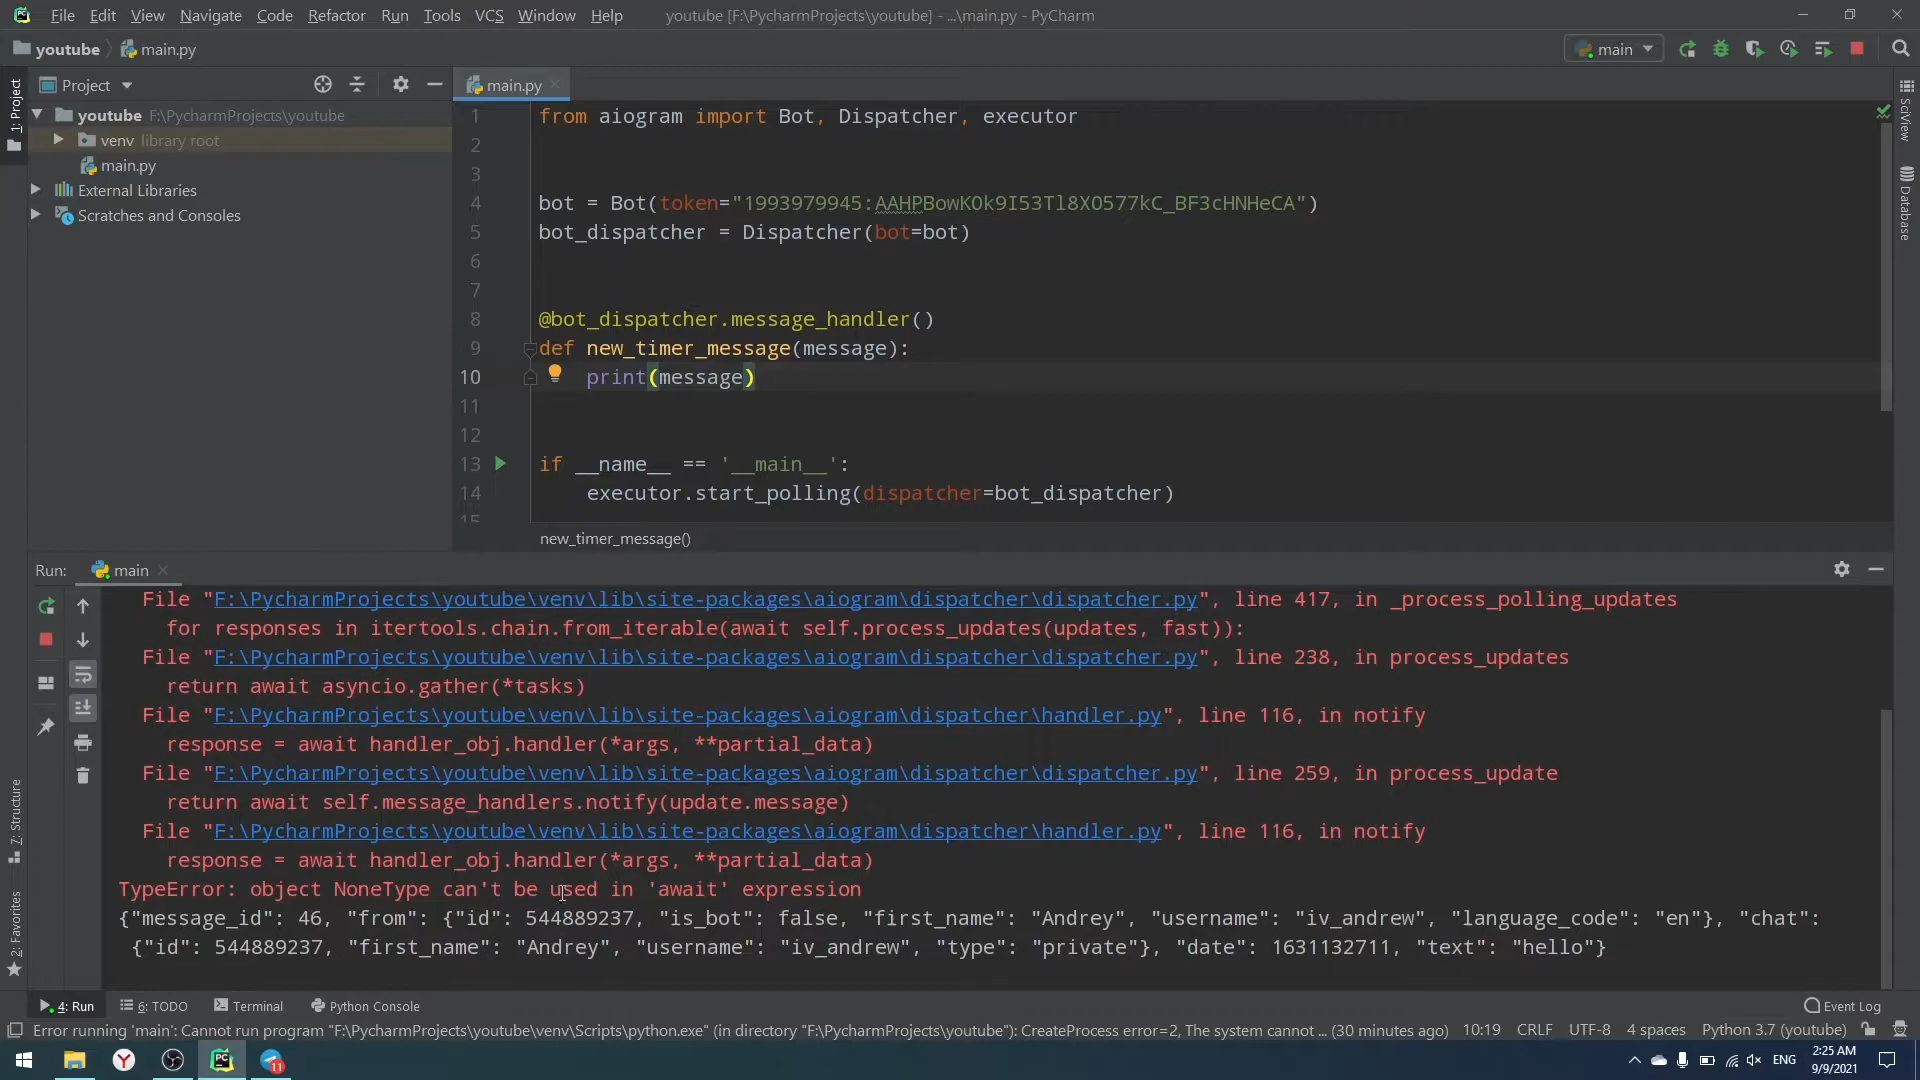 File Edit View Navigate Code Refactor Run Tools VCS Window Help youtube [F:\PycharmProjects\youtube] - ...\main.py - PyCharm
youtube main.py main
Project main.py
1: Project
SciView
Database
youtube F:\PycharmProjects\youtube
venv library root
main.py
External Libraries
Scratches and Consoles
1 from aiogram import Bot, Dispatcher, executor
2
3
4 bot = Bot(token="1993979945:AAHPBowKOk9I53Tl8XO577kC_BF3cHNHeCA")
5 bot_dispatcher = Dispatcher(bot=bot)
6
7
8 @bot_dispatcher.message_handler()
9 def new_timer_message(message):
10 print(message)
11
12
13 if __name__ == '__main__':
14 executor.start_polling(dispatcher=bot_dispatcher)
15
new_timer_message()
Run: main
File "F:\PycharmProjects\youtube\venv\lib\site-packages\aiogram\dispatcher\dispatcher.py", line 417, in _process_polling_updates
for responses in itertools.chain.from_iterable(await self.process_updates(updates, fast)):
File "F:\PycharmProjects\youtube\venv\lib\site-packages\aiogram\dispatcher\dispatcher.py", line 238, in process_updates
return await asyncio.gather(*tasks)
File "F:\PycharmProjects\youtube\venv\lib\site-packages\aiogram\dispatcher\handler.py", line 116, in notify
response = await handler_obj.handler(*args, **partial_data)
File "F:\PycharmProjects\youtube\venv\lib\site-packages\aiogram\dispatcher\dispatcher.py", line 259, in process_update
return await self.message_handlers.notify(update.message)
File "F:\PycharmProjects\youtube\venv\lib\site-packages\aiogram\dispatcher\handler.py", line 116, in notify
response = await handler_obj.handler(*args, **partial_data)
TypeError: object NoneType can't be used in 'await' expression
{"message_id": 46, "from": {"id": 544889237, "is_bot": false, "first_name": "Andrey", "username": "iv_andrew", "language_code": "en"}, "chat":
{"id": 544889237, "first_name": "Andrey", "username": "iv_andrew", "type": "private"}, "date": 1631132711, "text": "hello"}
7: Structure
2: Favorites
4: Run 6: TODO Terminal Python Console Event Log
Error running 'main': Cannot run program "F:\PycharmProjects\youtube\venv\Scripts\python.exe" (in directory "F:\PycharmProjects\youtube"): CreateProcess error=2, The system cannot ... (30 minutes ago) 10:19 CRLF UTF-8 4 spaces Python 3.7 (youtube)
PC 11 ENG 2:25 AM
9/9/2021